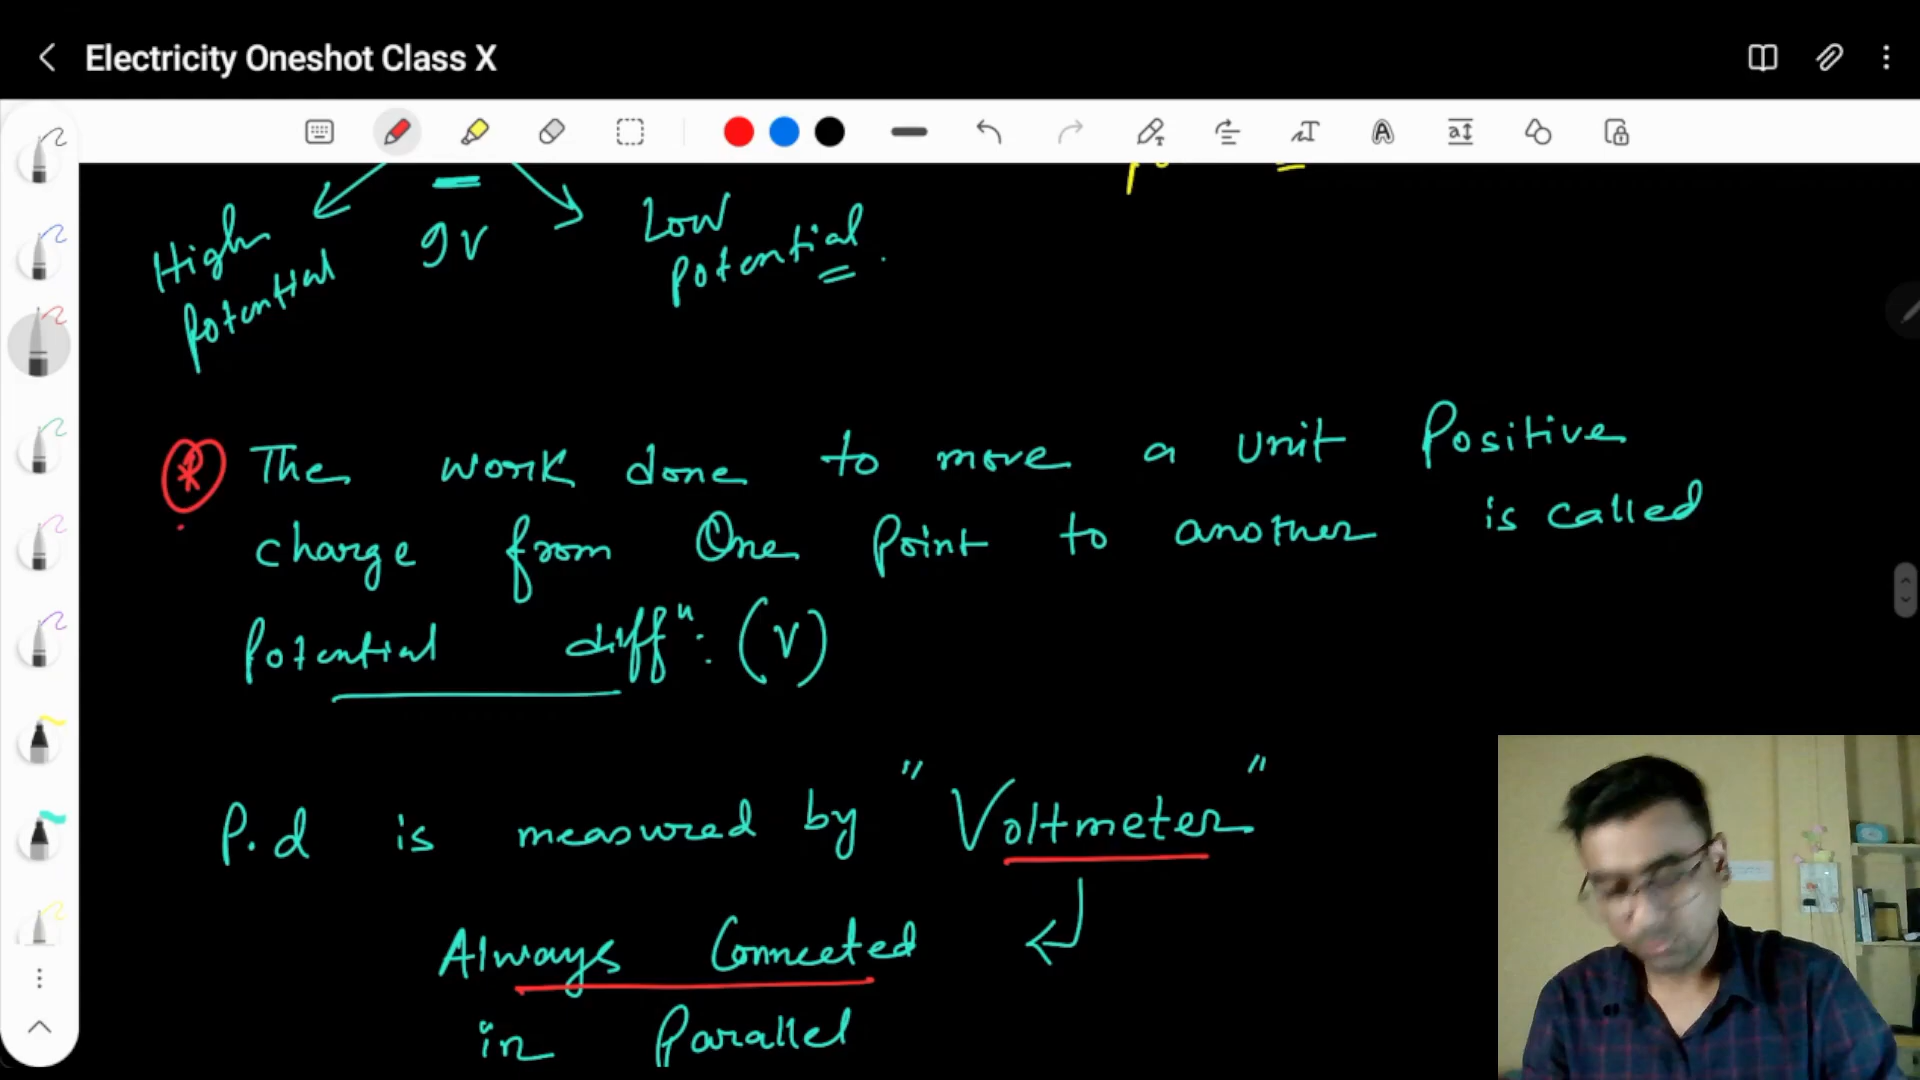 Electricity Oneshot Class X
High
Potential
9V
Low
Potential.
The work done to move a unit Positive
charge from One Point to another is called
Potential diffn: (V)
P.d is measured by "Voltmeter"
Always Connected
in Parallel